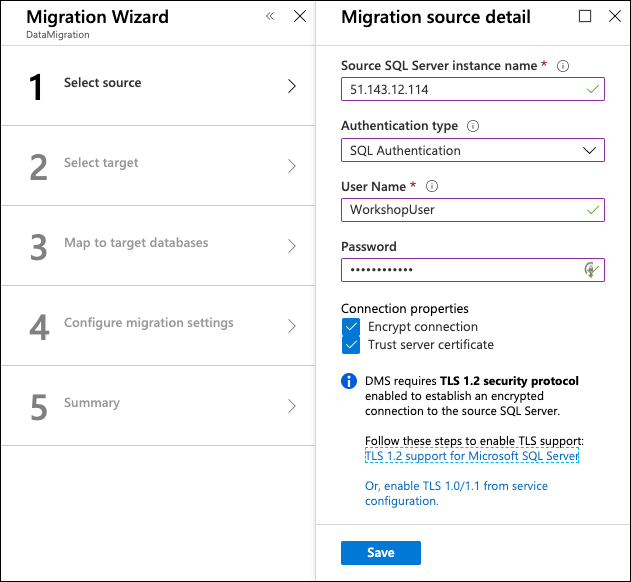 Migration Wizard
DataMigration
1 Select source
2 Select target
3 Map to target databases
4 Configure migration settings
5 Summary
Migration source detail
Source SQL Server instance name *
51.143.12.114
Authentication type
SQL Authentication
User Name *
WorkshopUser
Password
••••••••••••
Connection properties
Encrypt connection
Trust server certificate
DMS requires TLS 1.2 security protocol
enabled to establish an encrypted
connection to the source SQL Server.
Follow these steps to enable TLS support:
TLS 1.2 support for Microsoft SQL Server
Or, enable TLS 1.0/1.1 from service
configuration.
Save